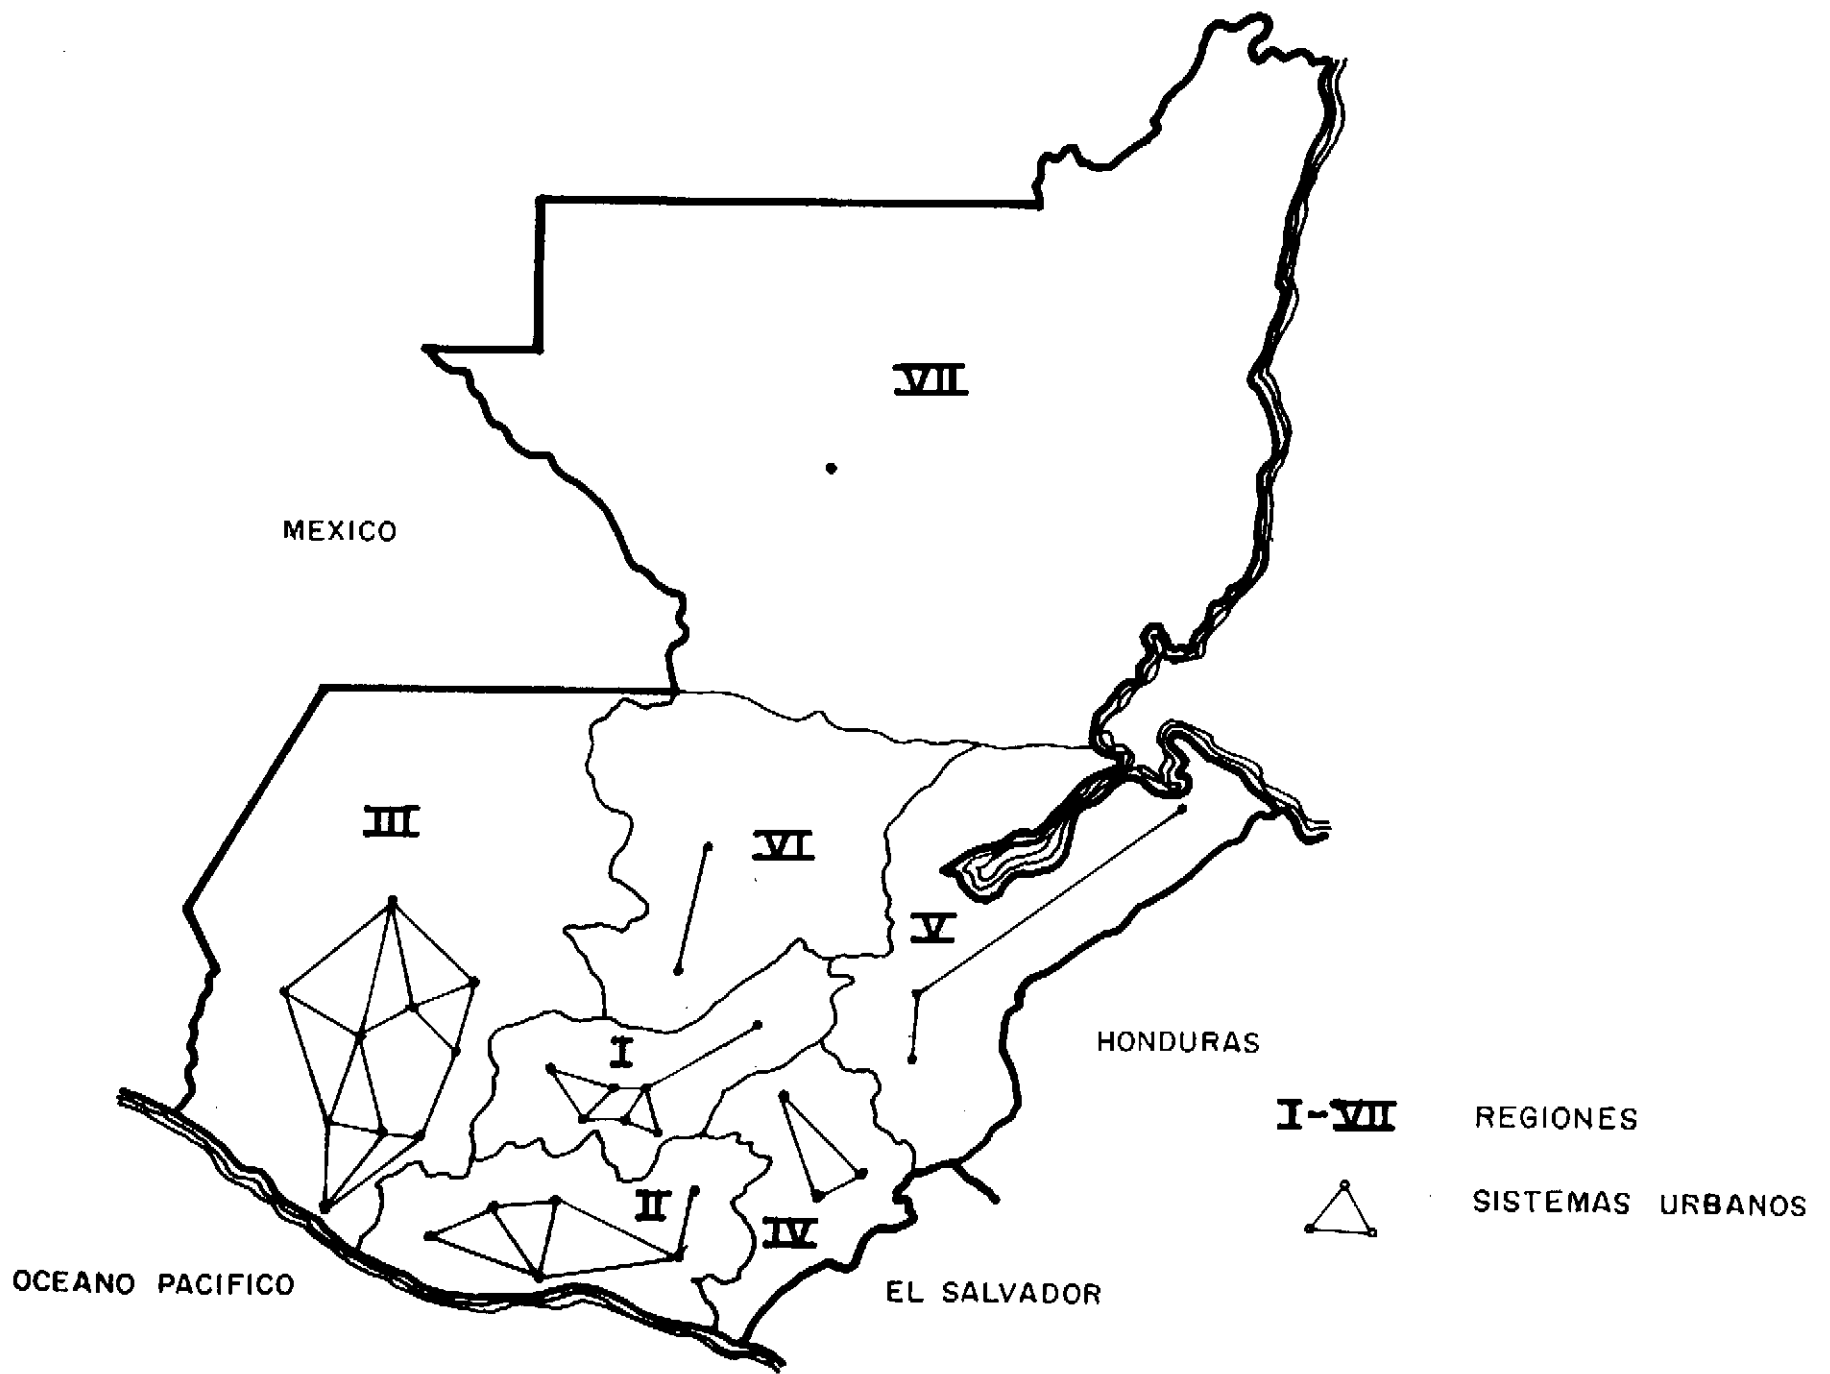 VII
MEXICO
III
VI
V
I
HONDURAS
I-VII REGIONES
II
SISTEMAS URBANOS
IV
OCEANO PACIFICO
EL SALVADOR